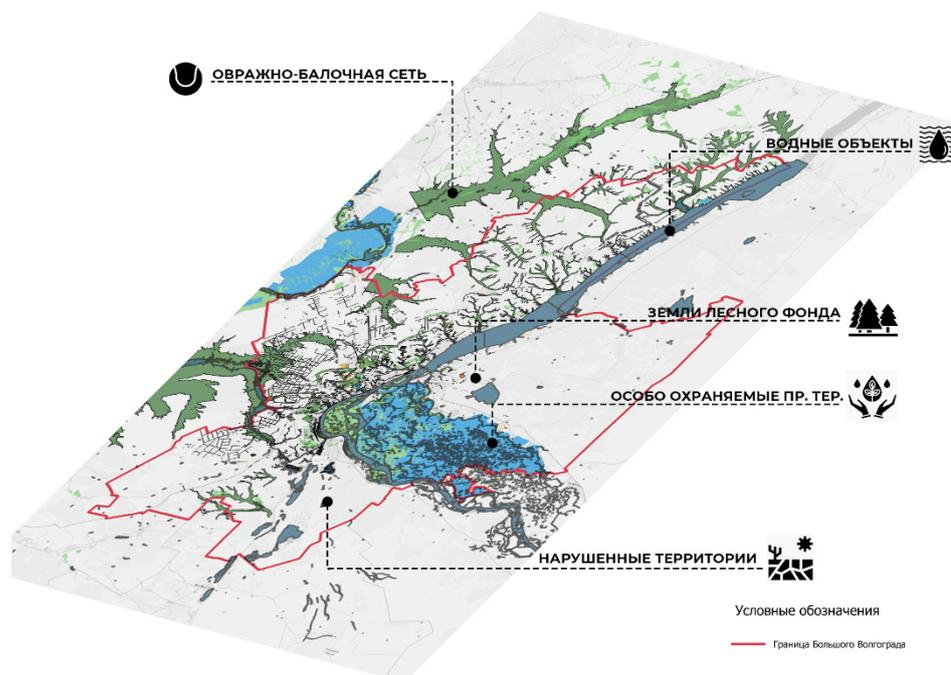 ОВРАЖНО-БАЛОЧНАЯ СЕТЬ
ВОДНЫЕ ОБЪЕКТЫ
ЗЕМЛИ ЛЕСНОГО ФОНДА
ОСОБО ОХРАНЯЕМЫЕ ПР. ТЕР.
НАРУШЕННЫЕ ТЕРРИТОРИИ
Условные обозначения
Граница Большого Волгограда